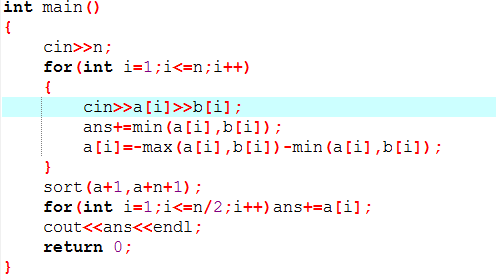 int main()
{
    cin>>n;
    for(int i=1;i<=n;i++)
    {
        cin>>a[i]>>b[i];
        ans+=min(a[i],b[i]);
        a[i]=-max(a[i],b[i])-min(a[i],b[i]);
    }
    sort(a+1,a+n+1);
    for(int i=1;i<=n/2;i++)ans+=a[i];
    cout<<ans<<endl;
    return 0;
}